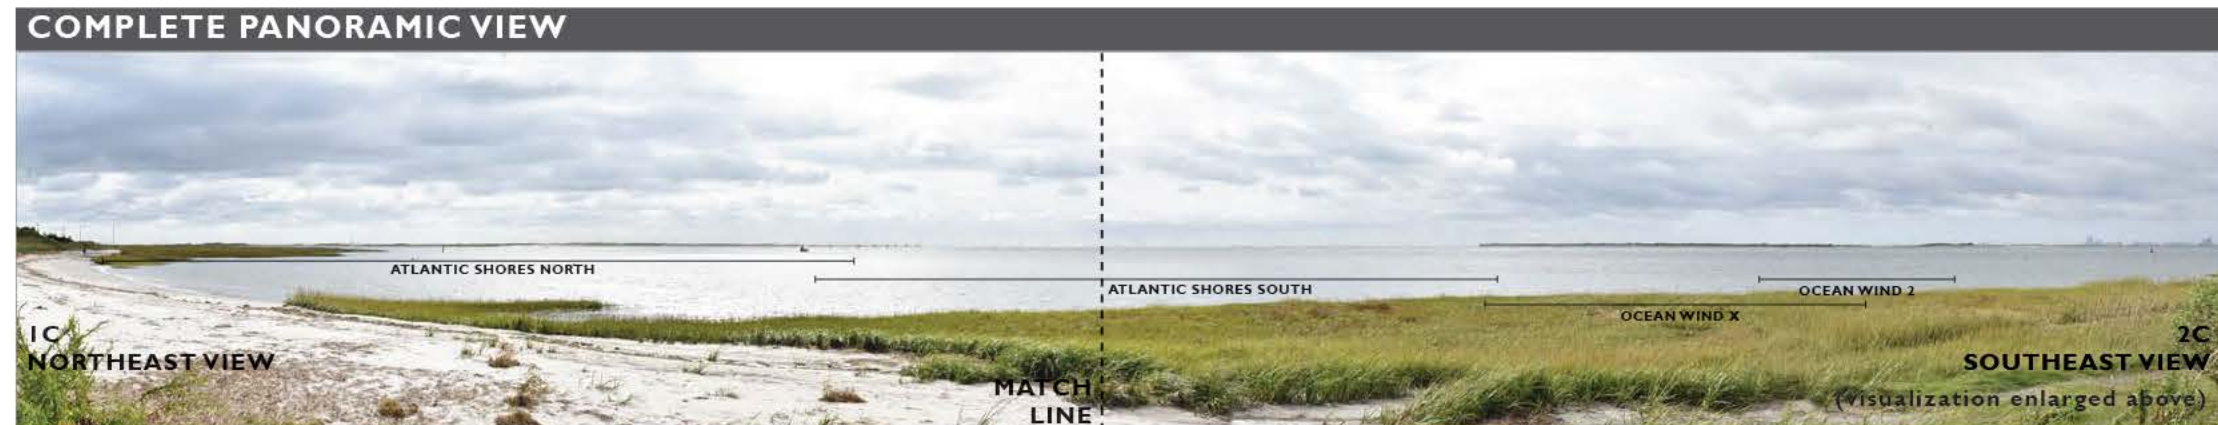 COMPLETE PANORAMIC VIEW
ATLANTIC SHORES NORTH
ATLANTIC SHORES SOUTH
OCEAN WIND 2
OCEAN WIND X
1C
NORTHEAST VIEW
MATCH
LINE
2C
SOUTHEAST VIEW
(visualization enlarged above)